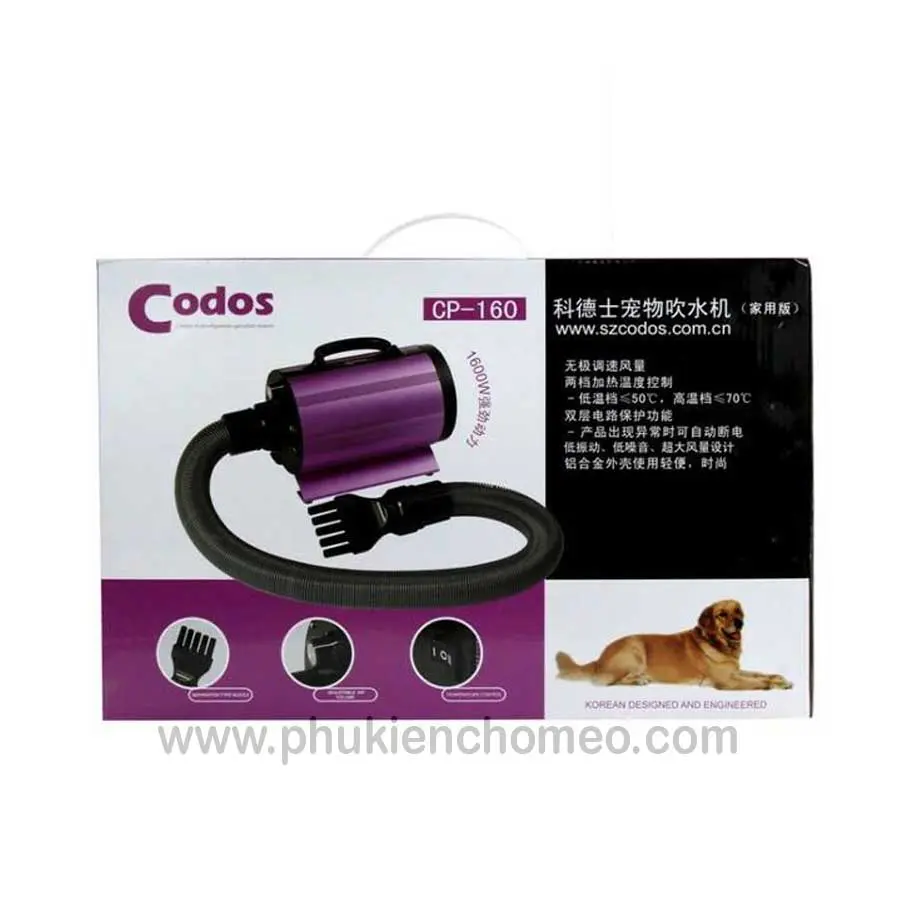 Codos
CP-160
1600W强劲动力
科德士宠物吹水机（家用版）
www.szcodos.com.cn
无极调速风量
两档加热温度控制
－低温档≤50℃，高温档≤70℃
双层电路保护功能
－产品出现异常时可自动断电
低振动、低噪音、超大风量设计
铝合金外壳使用轻便，时尚
TEMPERATURE CONTROL
KOREAN DESIGNED AND ENGINEERED
www.phukienchomeo.com